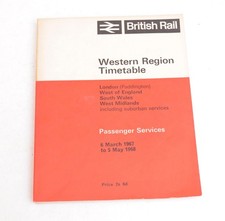 British Rail
Western Region
Timetable
London (Paddington)
West of England
South Wales
West Midlands
including suburban services
Passenger Services
6 March 1967
to 5 May 1968
Price